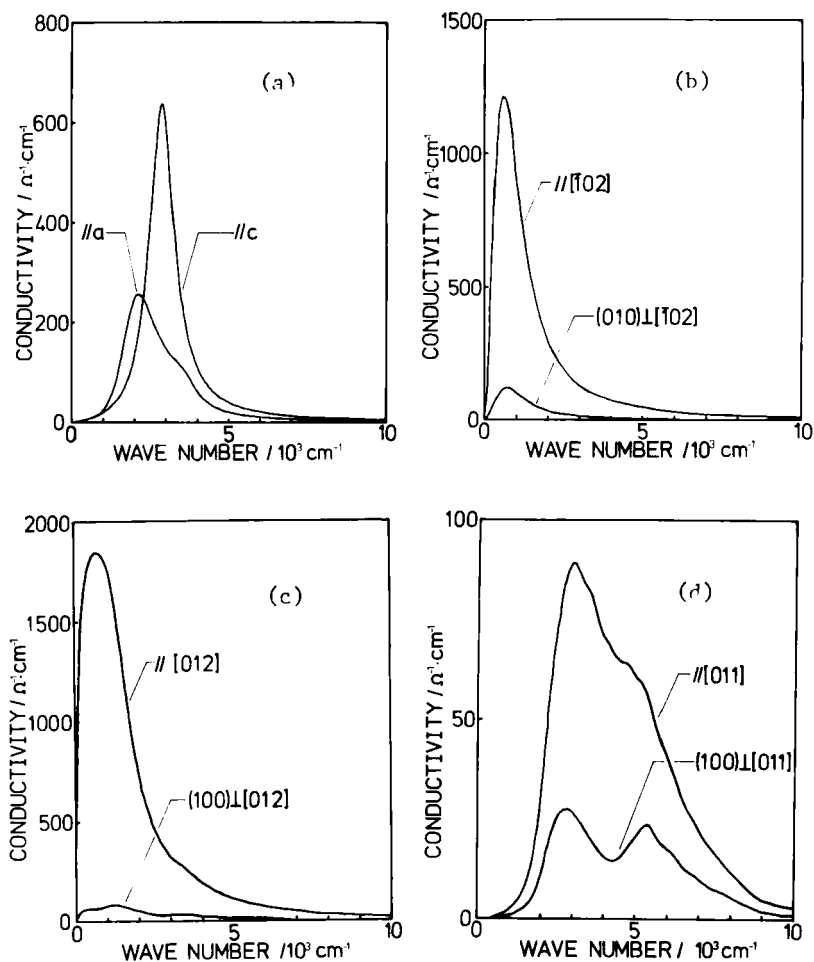 (a)
CONDUCTIVITY / Ω⁻¹·cm⁻¹
800
600
400
200
0
//a
//c
0 5 10
WAVE NUMBER / 10³ cm⁻¹
(b)
CONDUCTIVITY / Ω⁻¹·cm⁻¹
1500
1000
500
0
//[1̄02]
(010)⊥[1̄02]
0 5 10
WAVE NUMBER / 10³ cm⁻¹
(c)
CONDUCTIVITY / Ω⁻¹·cm⁻¹
2000
1500
1000
500
0
// [012]
(100)⊥[012]
0 5 10
WAVE NUMBER /10³ cm⁻¹
(d)
CONDUCTIVITY / Ω⁻¹·cm⁻¹
100
50
0
//[011]
(100)⊥[011]
0 5 10
WAVE NUMBER / 10³ cm⁻¹